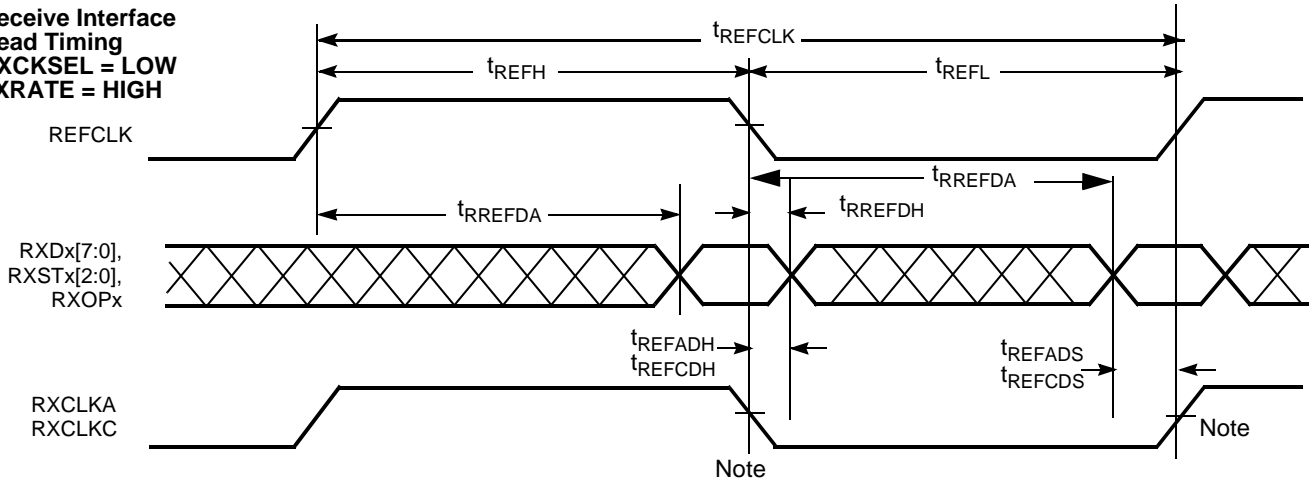 eceive Interface
ead Timing
XCKSEL = LOW
XRATE = HIGH
tREFCLK
tREFH
tREFL
REFCLK
tRREFDA
tRREFDA
tRREFDH
RXDx[7:0],
RXSTx[2:0],
RXOPx
tREFADH
tREFCDH
tREFADS
tREFCDS
RXCLKA
RXCLKC
Note
Note